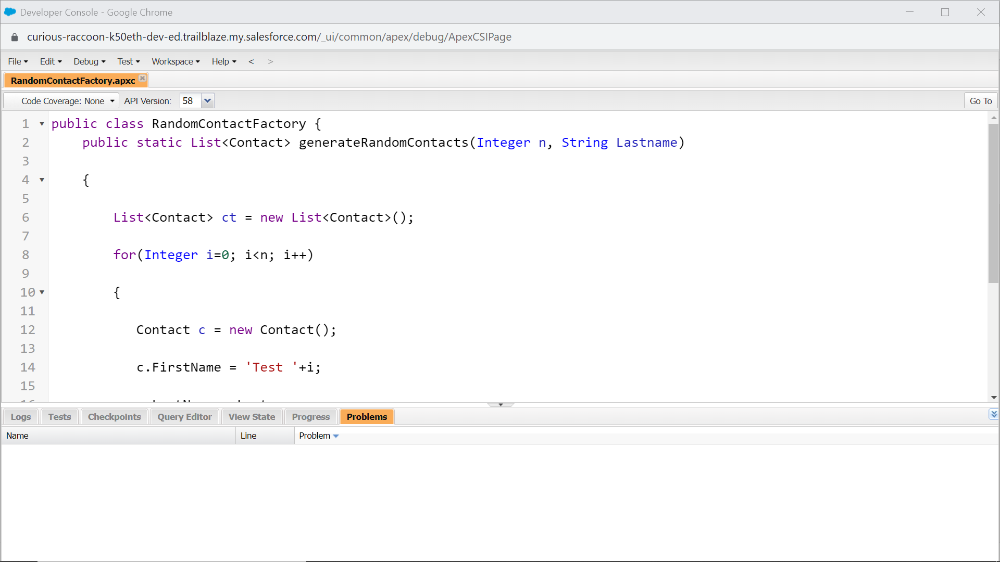 Developer Console - Google Chrome
curious-raccoon-k50eth-dev-ed.trailblaze.my.salesforce.com/_ui/common/apex/debug/ApexCSIPage
File Edit Debug Test Workspace Help < >
RandomContactFactory.apxc
Code Coverage: None API Version: 58 Go To
1 public class RandomContactFactory {
2 public static List<Contact> generateRandomContacts(Integer n, String Lastname)
3
4 {
5
6 List<Contact> ct = new List<Contact>();
7
8 for(Integer i=0; i<n; i++)
9
10 {
11
12 Contact c = new Contact();
13
14 c.FirstName = 'Test '+i;
15
Logs Tests Checkpoints Query Editor View State Progress Problems
Name Line Problem